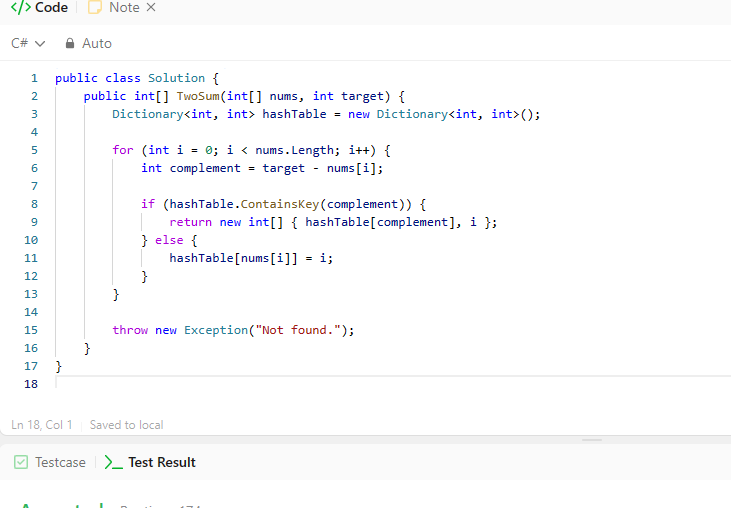 </> Code Note ×
C# Auto
1 public class Solution {
2 public int[] TwoSum(int[] nums, int target) {
3 Dictionary<int, int> hashTable = new Dictionary<int, int>();
4
5 for (int i = 0; i < nums.Length; i++) {
6 int complement = target - nums[i];
7
8 if (hashTable.ContainsKey(complement)) {
9 return new int[] { hashTable[complement], i };
10 } else {
11 hashTable[nums[i]] = i;
12 }
13 }
14
15 throw new Exception("Not found.");
16 }
17 }
18
Ln 18, Col 1 Saved to local
Testcase >_ Test Result